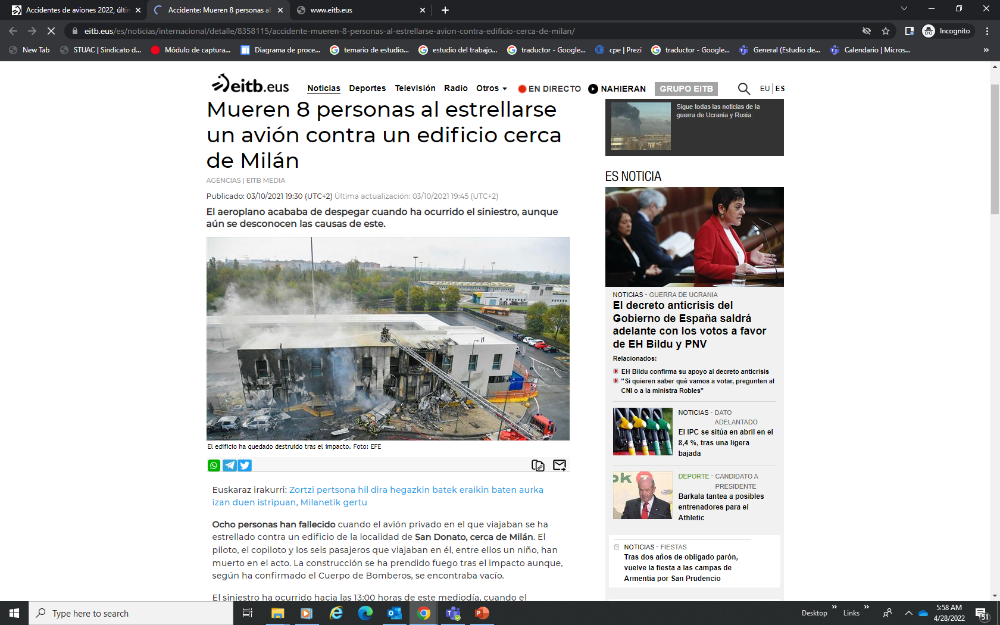 Accidentes de aviones 2022, últin
Accidente: Mueren 8 personas al
www.eitb.eus
eitb.eus/es/noticias/internacional/detalle/8358115/accidente-mueren-8-personas-al-estrellarse-avion-contra-edificio-cerca-de-milan/
Incognito
New Tab
STUAC | Sindicato d...
Módulo de captura...
Diagrama de proce...
temario de estudio...
estudio del trabajo...
traductor - Google...
cpe | Prezi
traductor - Google...
General (Estudio de...
Calendario | Micros...
»
eitb.eus
Noticias
Deportes
Televisión
Radio
Otros
EN DIRECTO
NAHIERAN
GRUPO EITB
EU | ES
Mueren 8 personas al estrellarse
un avión contra un edificio cerca
de Milán
AGENCIAS | EITB MEDIA
Publicado: 03/10/2021 19:30 (UTC+2) Última actualización: 03/10/2021 19:45 (UTC+2)
El aeroplano acababa de despegar cuando ha ocurrido el siniestro, aunque
aún se desconocen las causas de este.
STOP
El edificio ha quedado destruido tras el impacto. Foto: EFE
Euskaraz irakurri: Zortzi pertsona hil dira hegazkin batek eraikin baten aurka
izan duen istripuan, Milanetik gertu
Ocho personas han fallecido cuando el avión privado en el que viajaban se ha
estrellado contra un edificio de la localidad de San Donato, cerca de Milán. El
piloto, el copiloto y los seis pasajeros que viajaban en él, entre ellos un niño, han
muerto en el acto. La construcción se ha prendido fuego tras el impacto aunque,
según ha confirmado el Cuerpo de Bomberos, se encontraba vacío.
El siniestro ha ocurrido hacia las 13:00 horas de este mediodía, cuando el
Sigue todas las noticias de la
guerra de Ucrania y Rusia.
ES NOTICIA
NOTICIAS - GUERRA DE UCRANIA
El decreto anticrisis del
Gobierno de España saldrá
adelante con los votos a favor
de EH Bildu y PNV
Relacionados:
EH Bildu confirma su apoyo al decreto anticrisis
"Si quieren saber qué vamos a votar, pregunten al
CNI o a la ministra Robles"
NOTICIAS - DATO
ADELANTADO
El IPC se sitúa en abril en el
8,4 %, tras una ligera
bajada
DEPORTE - CANDIDATO A
PRESIDENTE
Barkala tantea a posibles
entrenadores para el
Athletic
NOTICIAS - FIESTAS
Tras dos años de obligado parón,
vuelve la fiesta a las campas de
Armentia por San Prudencio
Type here to search
Desktop
»
Links
»
5:58 AM
4/28/2022
51